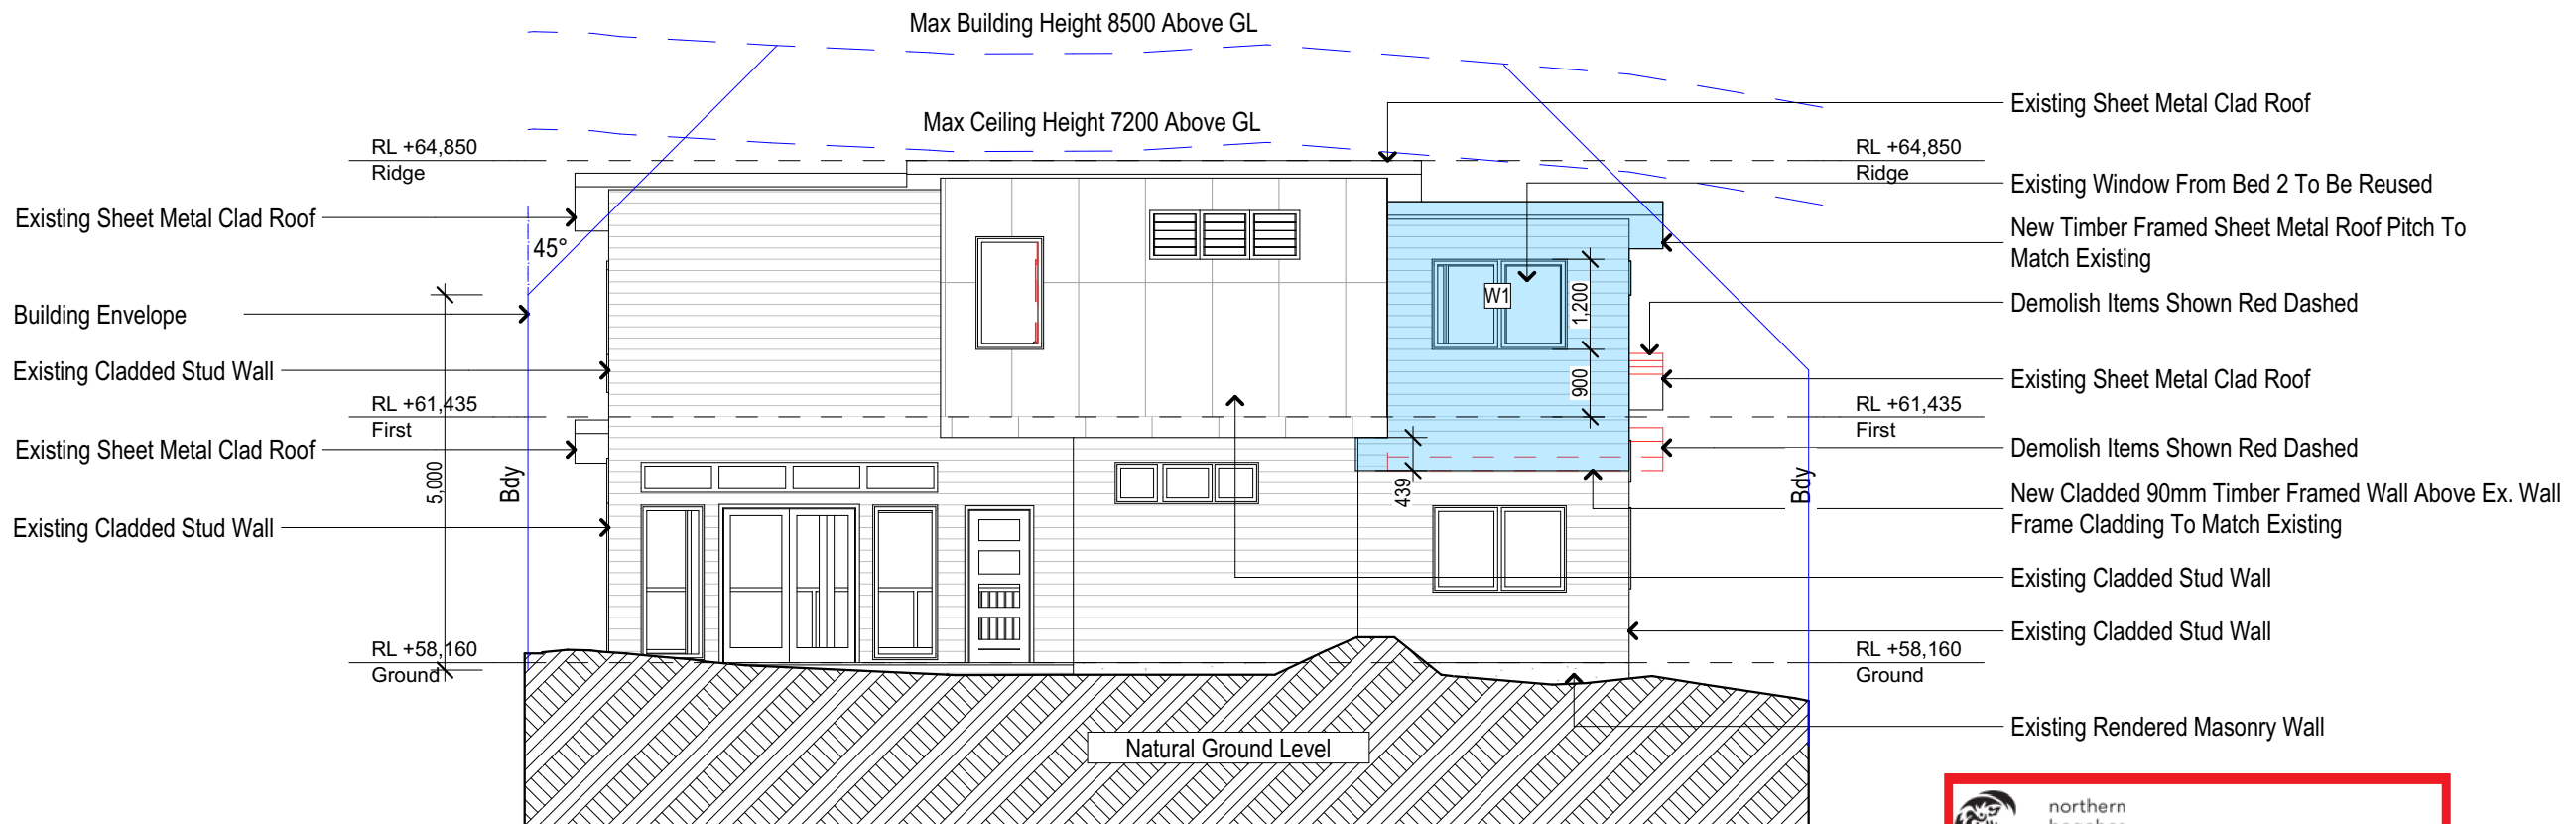 Max Building Height 8500 Above GL
Max Ceiling Height 7200 Above GL
RL +64,850
Ridge
Existing Sheet Metal Clad Roof
45°
Building Envelope
Existing Cladded Stud Wall
RL +61,435
First
Existing Sheet Metal Clad Roof
5,000
Bdy
Existing Cladded Stud Wall
RL +58,160
Ground
W1
1,200
900
439
Natural Ground Level
Bdy
RL +64,850
Ridge
RL +61,435
First
RL +58,160
Ground
Existing Sheet Metal Clad Roof
Existing Window From Bed 2 To Be Reused
New Timber Framed Sheet Metal Roof Pitch To
Match Existing
Demolish Items Shown Red Dashed
Existing Sheet Metal Clad Roof
Demolish Items Shown Red Dashed
New Cladded 90mm Timber Framed Wall Above Ex. Wall
Frame Cladding To Match Existing
Existing Cladded Stud Wall
Existing Cladded Stud Wall
Existing Rendered Masonry Wall
northern